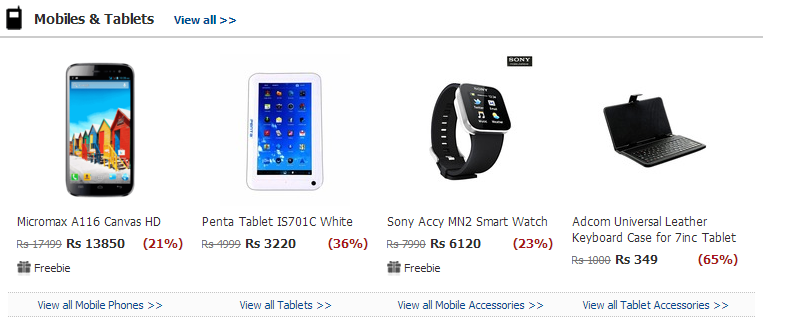 Mobiles & Tablets View all >>
SONY
PENTA
Micromax A116 Canvas HD
Rs 17499 Rs 13850 (21%)
Freebie
View all Mobile Phones >>
Penta Tablet IS701C White
Rs 4999 Rs 3220 (36%)
View all Tablets >>
Sony Accy MN2 Smart Watch
Rs 7990 Rs 6120 (23%)
Freebie
View all Mobile Accessories >>
Adcom Universal Leather
Keyboard Case for 7inc Tablet
Rs 1000 Rs 349 (65%)
View all Tablet Accessories >>